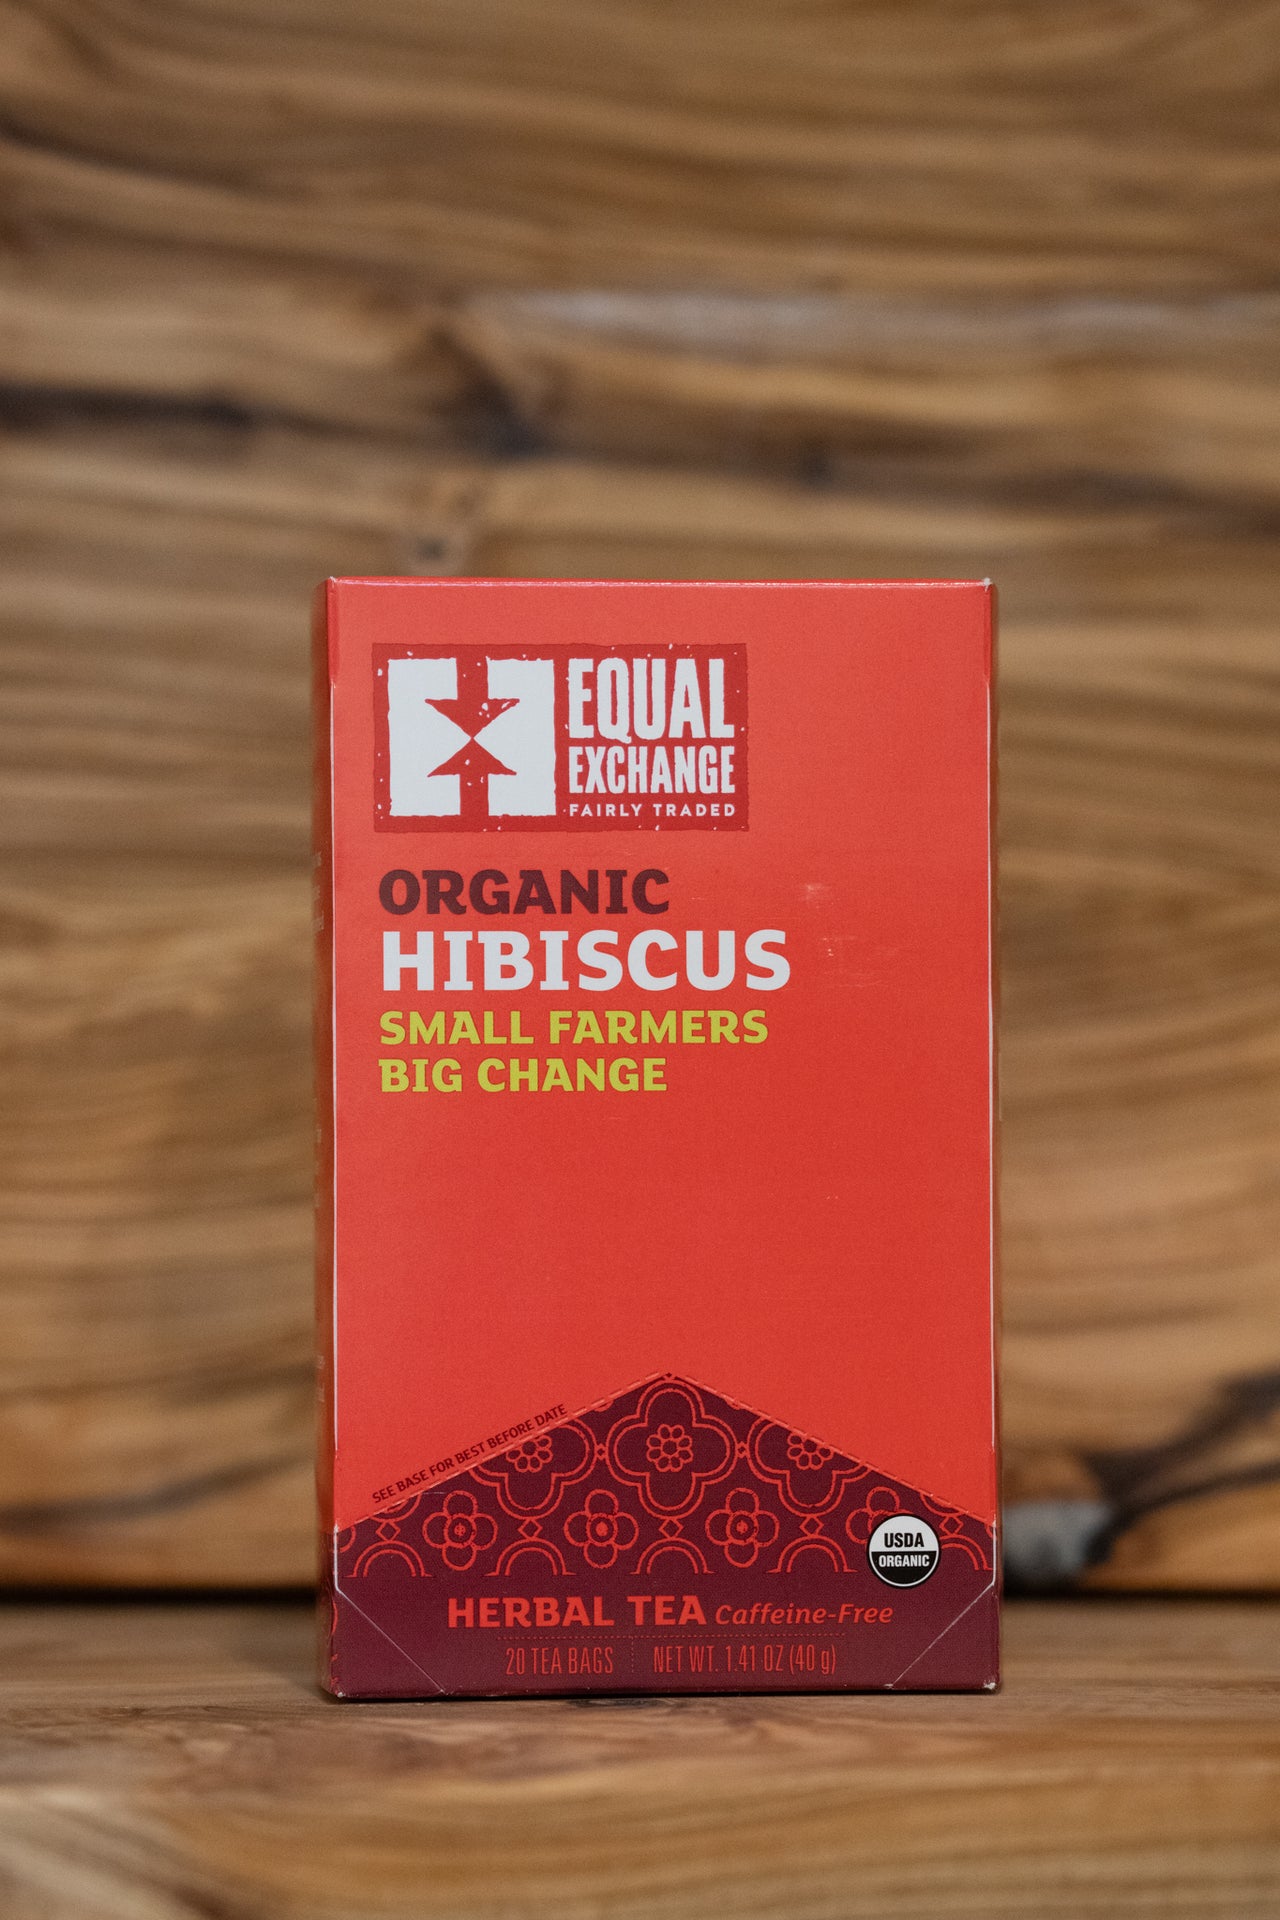 EQUAL
EXCHANGE
FAIRLY TRADED
ORGANIC
HIBISCUS
SMALL FARMERS
BIG CHANGE
SEE BASE FOR BEST BEFORE DATE
USDA
ORGANIC
HERBAL TEA Caffeine-Free
20 TEA BAGS NET WT. 1.41 OZ (40 g)